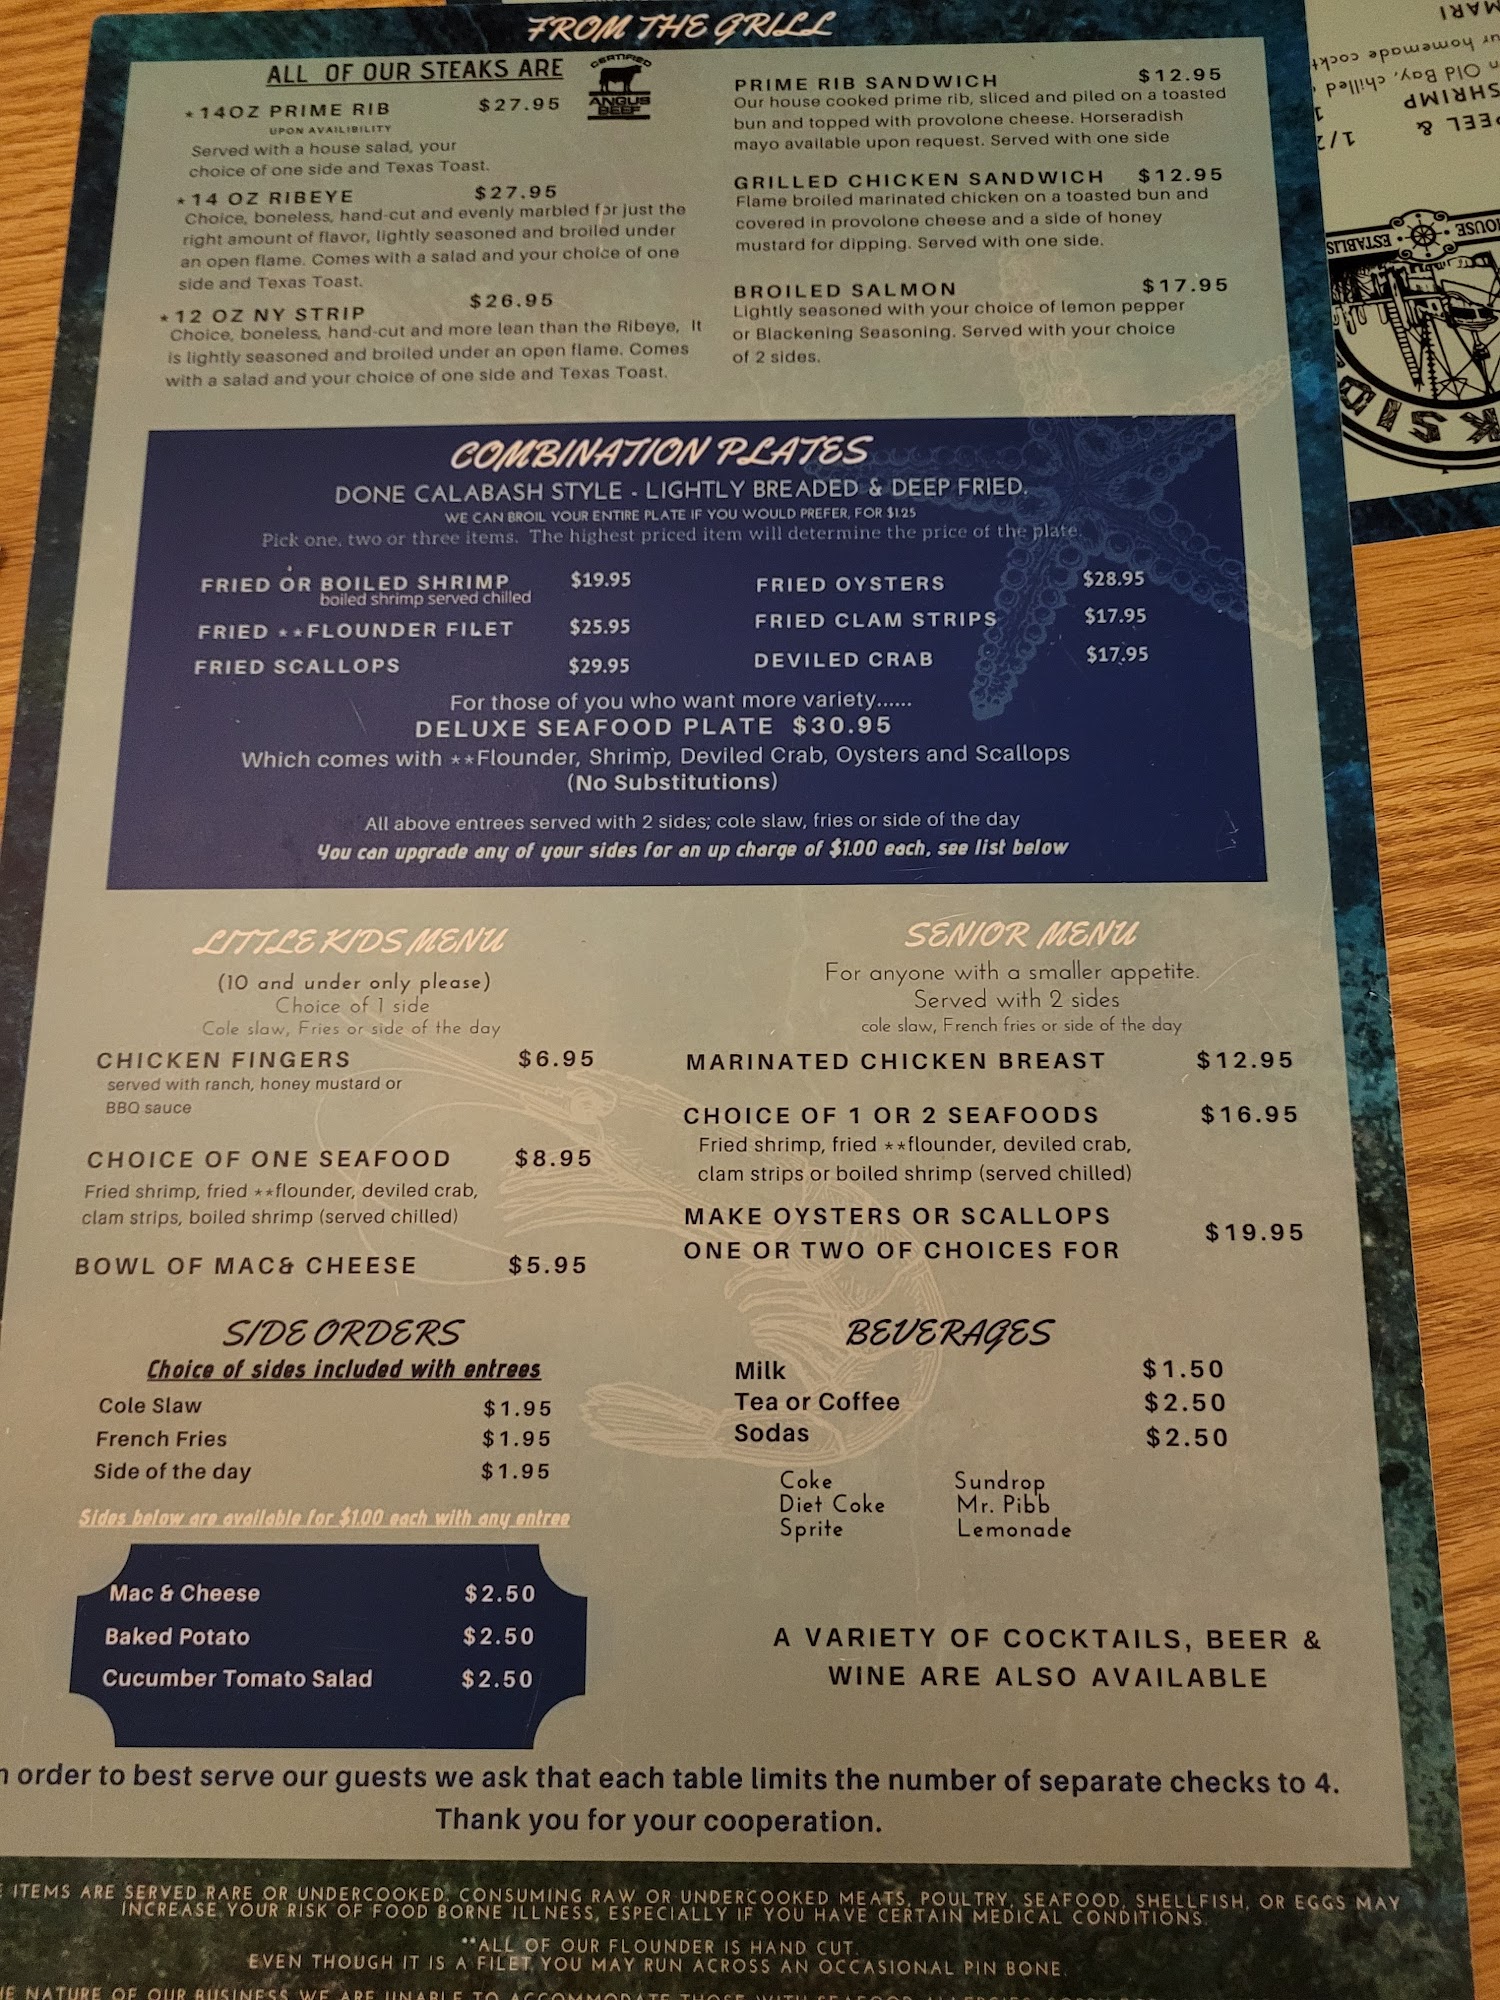 FROM THE GRILL
ALL OF OUR STEAKS ARE
CERTIFIED
ANGUS
BEEF
*14OZ PRIME RIB $27.95
UPON AVAILIBILITY
Served with a house salad, your
choice of one side and Texas Toast.
*14 OZ RIBEYE $27.95
Choice, boneless, hand-cut and evenly marbled for just the
right amount of flavor, lightly seasoned and broiled under
an open flame. Comes with a salad and your choice of one
side and Texas Toast.
*12 OZ NY STRIP $26.95
Choice, boneless, hand-cut and more lean than the Ribeye, It
is lightly seasoned and broiled under an open flame. Comes
with a salad and your choice of one side and Texas Toast.
PRIME RIB SANDWICH $12.95
Our house cooked prime rib, sliced and piled on a toasted
bun and topped with provolone cheese. Horseradish
mayo available upon request. Served with one side
GRILLED CHICKEN SANDWICH $12.95
Flame broiled marinated chicken on a toasted bun and
covered in provolone cheese and a side of honey
mustard for dipping. Served with one side.
BROILED SALMON $17.95
Lightly seasoned with your choice of lemon pepper
or Blackening Seasoning. Served with your choice
of 2 sides.
COMBINATION PLATES
DONE CALABASH STYLE - LIGHTLY BREADED & DEEP FRIED.
WE CAN BROIL YOUR ENTIRE PLATE IF YOU WOULD PREFER, FOR $1.25
Pick one, two or three items. The highest priced item will determine the price of the plate.
FRIED OR BOILED SHRIMP $19.95
boiled shrimp served chilled
FRIED **FLOUNDER FILET $25.95
FRIED SCALLOPS $29.95
FRIED OYSTERS $28.95
FRIED CLAM STRIPS $17.95
DEVILED CRAB $17.95
For those of you who want more variety......
DELUXE SEAFOOD PLATE $30.95
Which comes with **Flounder, Shrimp, Deviled Crab, Oysters and Scallops
(No Substitutions)
All above entrees served with 2 sides; cole slaw, fries or side of the day
You can upgrade any of your sides for an up charge of $1.00 each, see list below
LITTLE KIDS MENU
(10 and under only please)
Choice of 1 side
Cole slaw, Fries or side of the day
CHICKEN FINGERS $6.95
served with ranch, honey mustard or
BBQ sauce
CHOICE OF ONE SEAFOOD $8.95
Fried shrimp, fried **flounder, deviled crab,
clam strips, boiled shrimp (served chilled)
BOWL OF MAC& CHEESE $5.95
SENIOR MENU
For anyone with a smaller appetite.
Served with 2 sides
cole slaw, French fries or side of the day
MARINATED CHICKEN BREAST $12.95
CHOICE OF 1 OR 2 SEAFOODS $16.95
Fried shrimp, fried **flounder, deviled crab,
clam strips or boiled shrimp (served chilled)
MAKE OYSTERS OR SCALLOPS
ONE OR TWO OF CHOICES FOR $19.95
SIDE ORDERS
Choice of sides included with entrees
Cole Slaw $1.95
French Fries $1.95
Side of the day $1.95
Sides below are available for $1.00 each with any entree
Mac & Cheese $2.50
Baked Potato $2.50
Cucumber Tomato Salad $2.50
BEVERAGES
Milk $1.50
Tea or Coffee $2.50
Sodas $2.50
Coke Sundrop
Diet Coke Mr. Pibb
Sprite Lemonade
A VARIETY OF COCKTAILS, BEER &
WINE ARE ALSO AVAILABLE
order to best serve our guests we ask that each table limits the number of separate checks to 4.
Thank you for your cooperation.
ITEMS ARE SERVED RARE OR UNDERCOOKED. CONSUMING RAW OR UNDERCOOKED MEATS, POULTRY, SEAFOOD, SHELLFISH, OR EGGS MAY
INCREASE YOUR RISK OF FOOD BORNE ILLNESS, ESPECIALLY IF YOU HAVE CERTAIN MEDICAL CONDITIONS.
**ALL OF OUR FLOUNDER IS HAND CUT.
EVEN THOUGH IT IS A FILET YOU MAY RUN ACROSS AN OCCASIONAL PIN BONE.
NATURE OF OUR BUSINESS WE ARE UNABLE TO ACCOMMODATE THOSE WITH SEAFOOD
PEEL & 1/2
SHRIMP
Old Bay, chilled
homemade